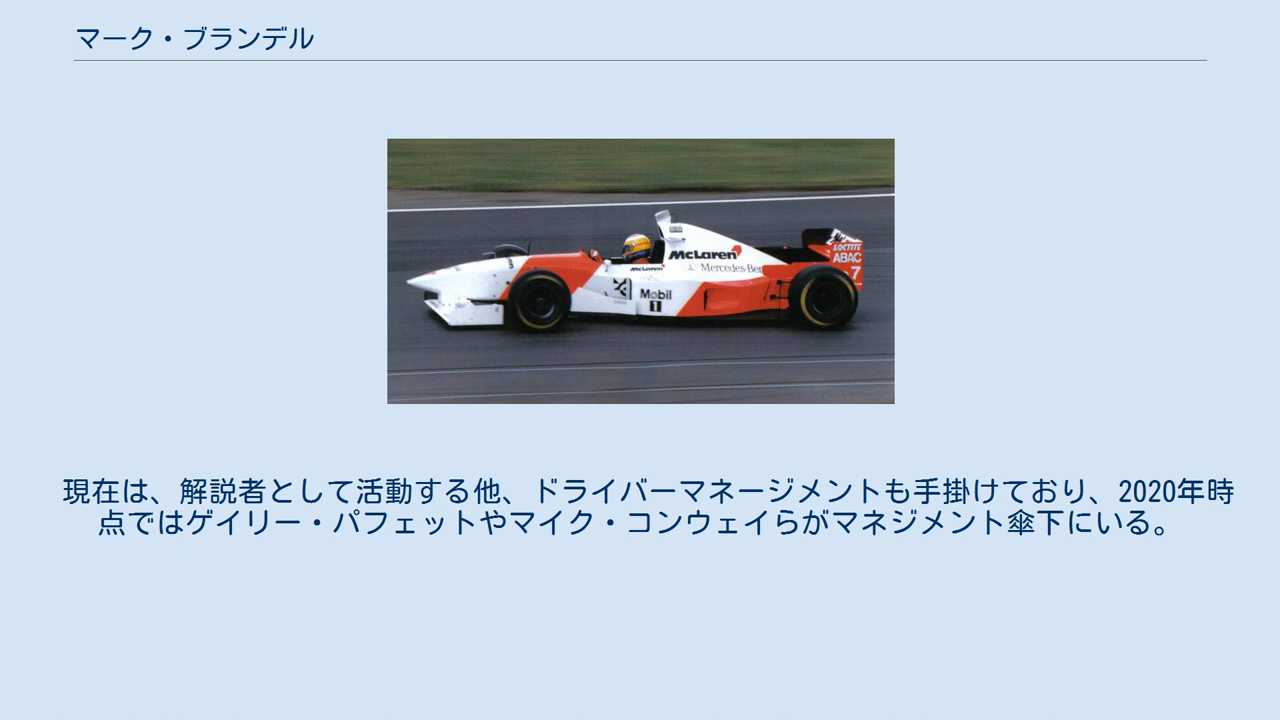 マーク・ブランデル
McLaren
McLaren
Mercedes-Ben
Mobil
1
LOCTITE
ABAC
7
現在は、解説者として活動する他、ドライバーマネージメントも手掛けており、2020年時
点ではゲイリー・パフェットやマイク・コンウェイらがマネジメント傘下にいる。